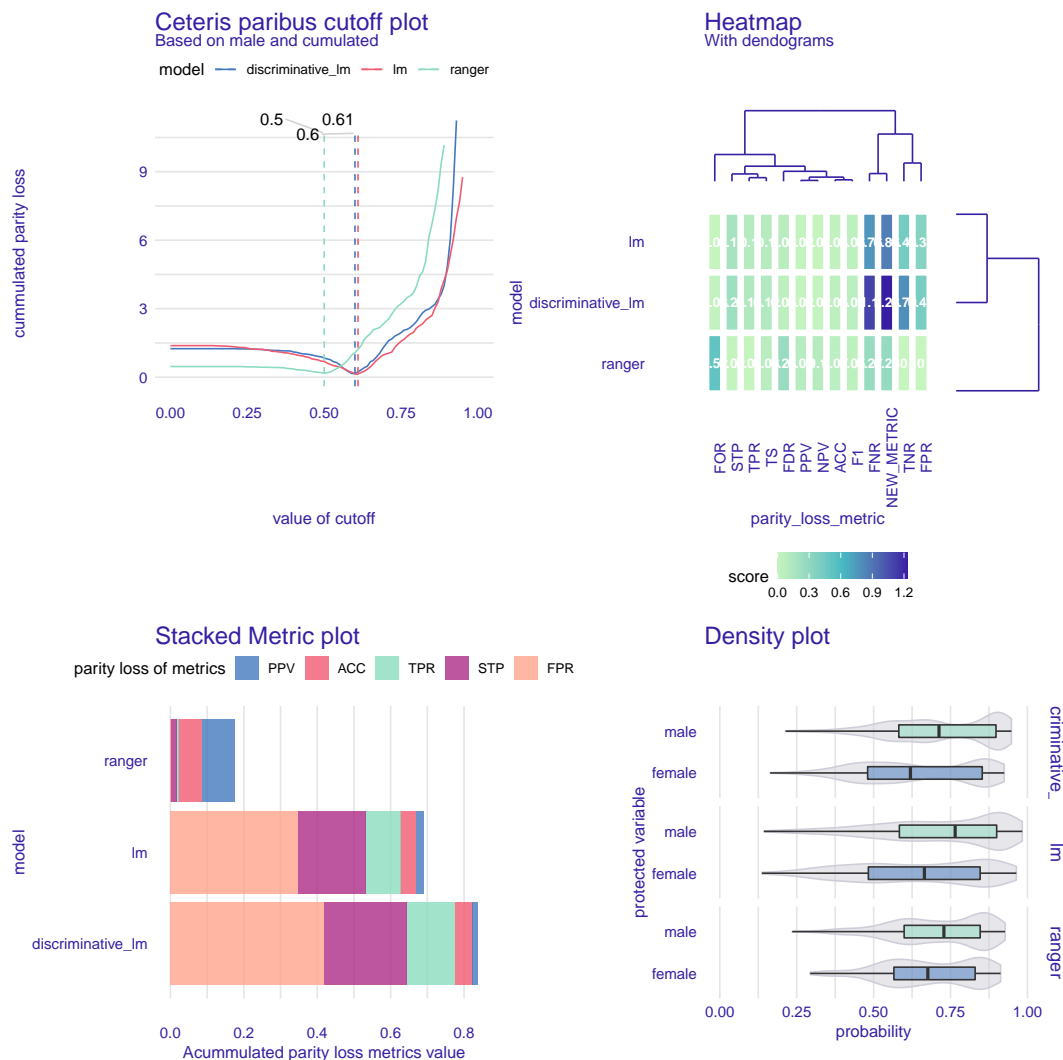 Ceteris paribus cutoff plot
Based on male and cumulated
model discriminative_lm lm ranger
0.5 0.61
0.6
cummulated parity loss
9
6
3
0
0.00 0.25 0.50 0.75 1.00
value of cutoff
Heatmap
With dendograms
model
lm
discriminative_lm
ranger
FOR STP TPR TS FDR PPV NPV ACC F1 FNR NEW_METRIC TNR FPR
parity_loss_metric
score
0.0 0.3 0.6 0.9 1.2
Stacked Metric plot
parity loss of metrics PPV ACC TPR STP FPR
model
ranger
lm
discriminative_lm
0.0 0.2 0.4 0.6 0.8
Acummulated parity loss metrics value
Density plot
protected variable
male
female
criminative_
male
female
lm
male
female
ranger
0.00 0.25 0.50 0.75 1.00
probability